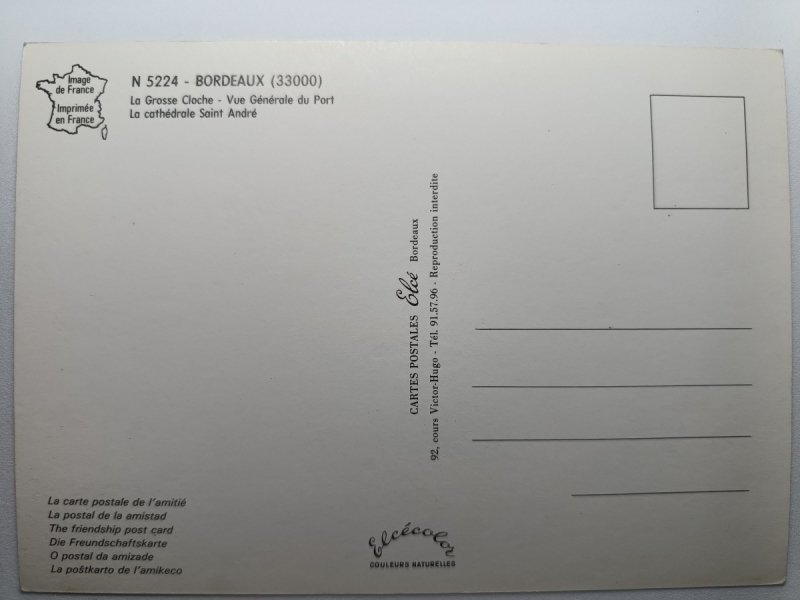 Image
de France
Imprimée
en France
N 5224 - BORDEAUX (33000)
La Grosse Cloche - Vue Générale du Port
La cathédrale Saint André
CARTES POSTALES Elcé Bordeaux
92, cours Victor-Hugo - Tél. 91.57.96 - Reproduction interdite
La carte postale de l'amitié
La postal de la amistad
The friendship post card
Die Freundschaftskarte
O postal da amizade
La poŝtkarto de l'amikeco
Elcécolor
COULEURS NATURELLES